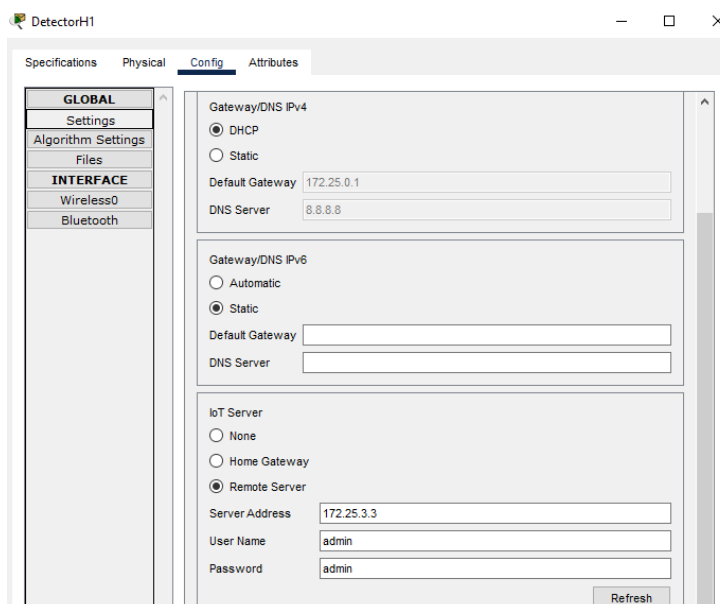 DetectorH1
Specifications Physical Config Attributes
GLOBAL
Settings
Algorithm Settings
Files
INTERFACE
Wireless0
Bluetooth
Gateway/DNS IPv4
DHCP
Static
Default Gateway 172.25.0.1
DNS Server 8.8.8.8
Gateway/DNS IPv6
Automatic
Static
Default Gateway
DNS Server
IoT Server
None
Home Gateway
Remote Server
Server Address 172.25.3.3
User Name admin
Password admin
Refresh